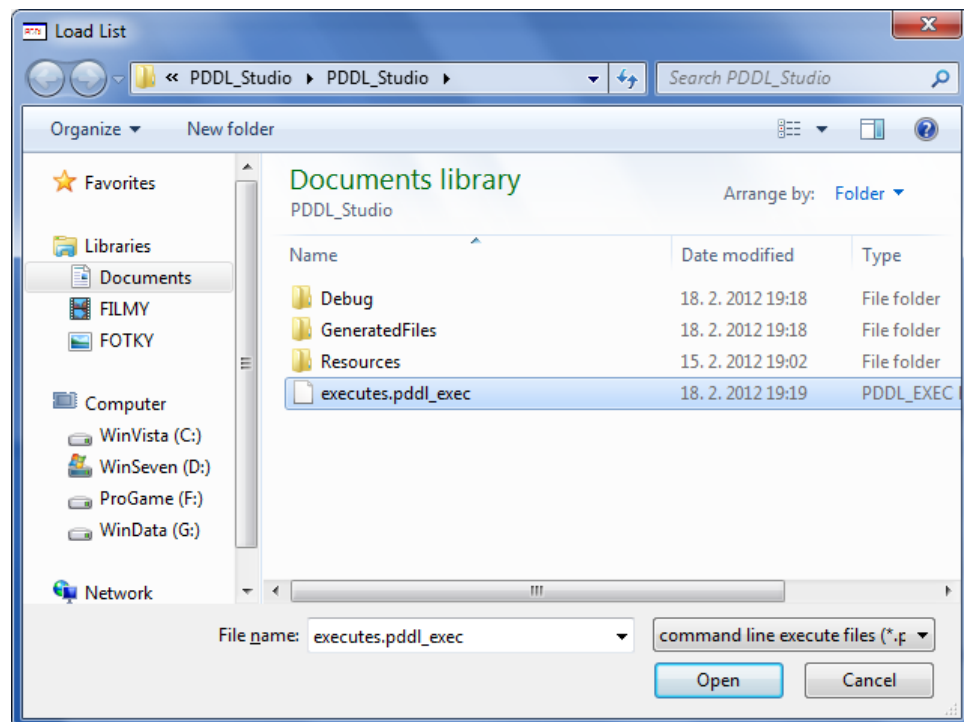 Load List
« PDDL_Studio ▸ PDDL_Studio ▸
Search PDDL_Studio
Organize
New folder
Favorites
Libraries
Documents
FILMY
FOTKY
Computer
WinVista (C:)
WinSeven (D:)
ProGame (F:)
WinData (G:)
Network
Documents library
PDDL_Studio
Arrange by: Folder
Name Date modified Type
Debug 18. 2. 2012 19:18 File folder
GeneratedFiles 18. 2. 2012 19:18 File folder
Resources 15. 2. 2012 19:02 File folder
executes.pddl_exec 18. 2. 2012 19:19 PDDL_EXEC
File name: executes.pddl_exec
command line execute files (*.p
Open Cancel